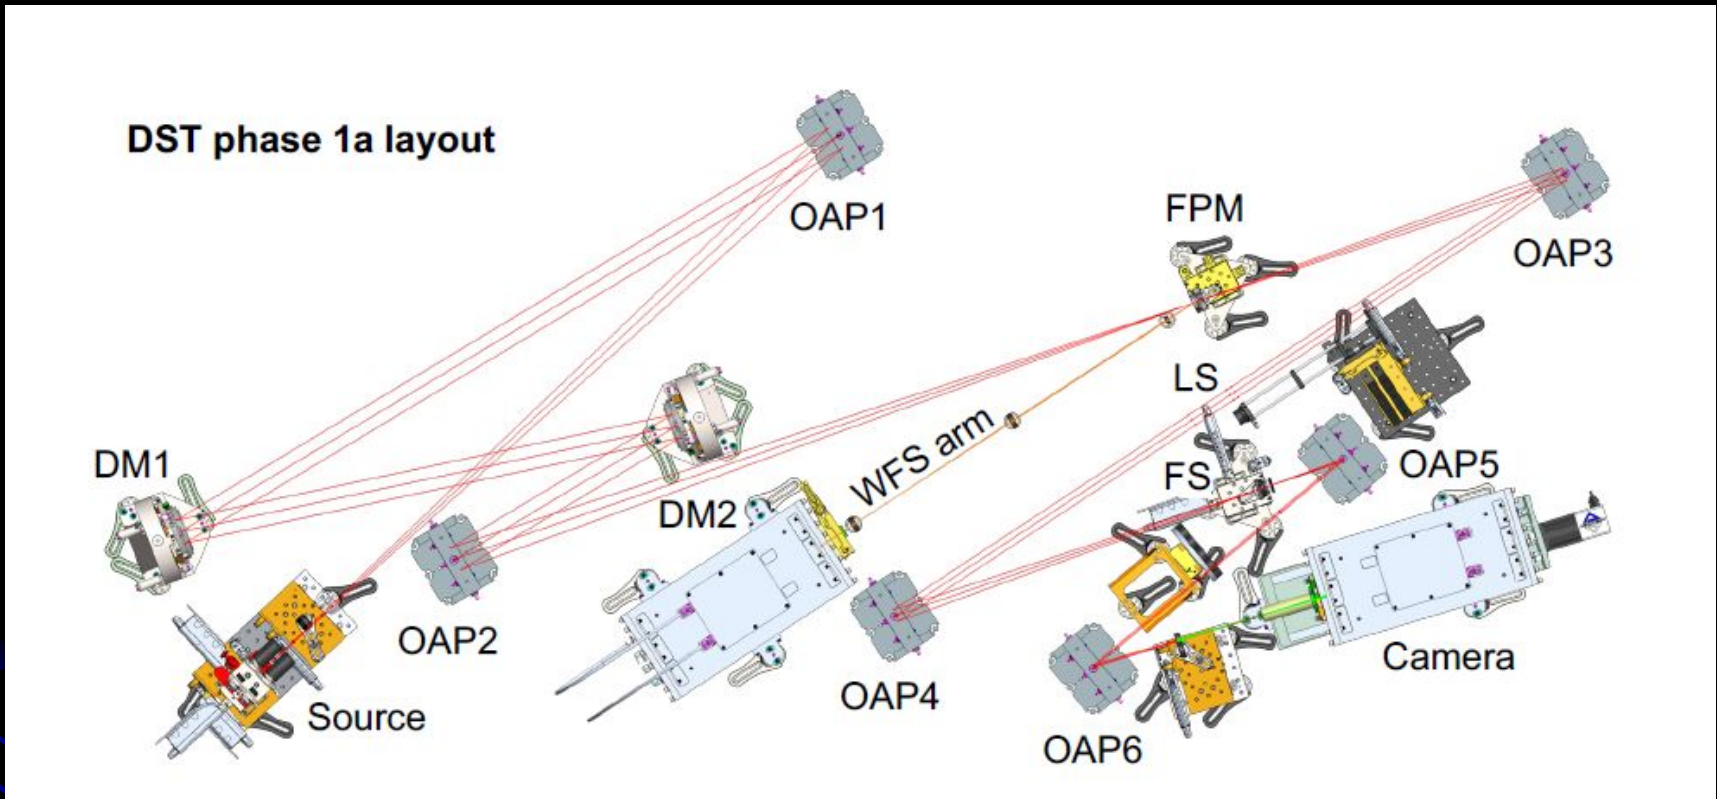 DST phase 1a layout
OAP1
FPM
OAP3
LS
DM1
WFS arm
FS
OAP5
DM2
OAP2
Camera
OAP4
Source
OAP6